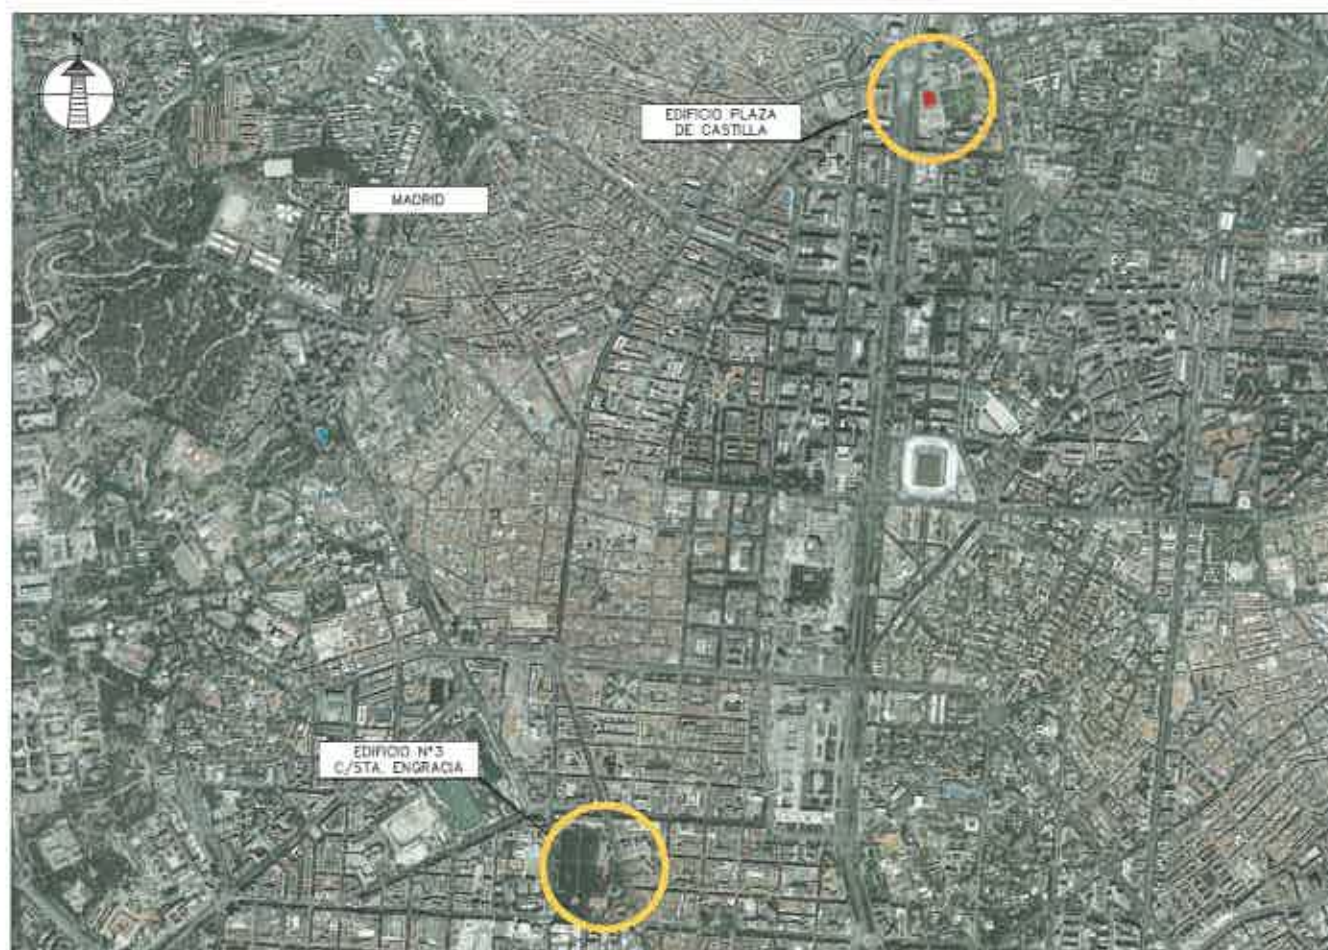 N
EDIFICIO PLAZA
DE CASTILLA
MADRID
EDIFICIO Nº3
C/STA. ENGRACIA